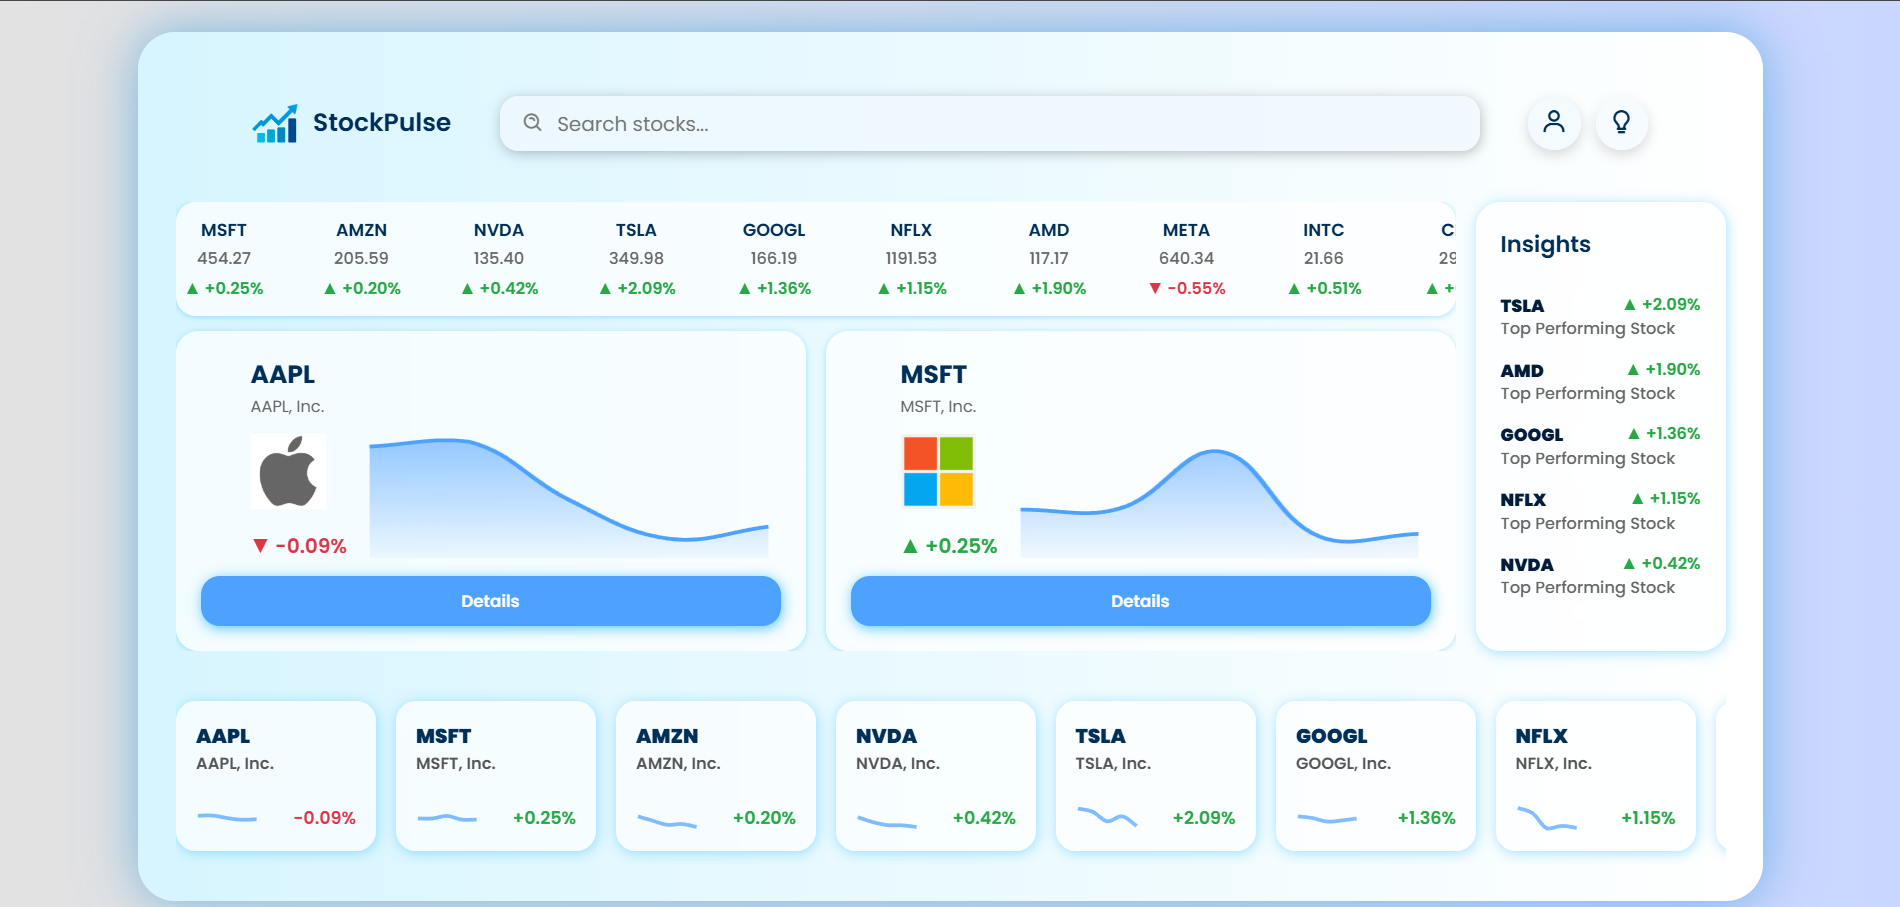 StockPulse
Search stocks...
MSFT AMZN NVDA TSLA GOOGL NFLX AMD META INTC C
454.27 205.59 135.40 349.98 166.19 1191.53 117.17 640.34 21.66 29
▲ +0.25% ▲ +0.20% ▲ +0.42% ▲ +2.09% ▲ +1.36% ▲ +1.15% ▲ +1.90% ▼ -0.55% ▲ +0.51% ▲ +
AAPL
AAPL, Inc.
▼ -0.09%
Details
MSFT
MSFT, Inc.
▲ +0.25%
Details
Insights
TSLA ▲ +2.09%
Top Performing Stock
AMD ▲ +1.90%
Top Performing Stock
GOOGL ▲ +1.36%
Top Performing Stock
NFLX ▲ +1.15%
Top Performing Stock
NVDA ▲ +0.42%
Top Performing Stock
AAPL
AAPL, Inc.
-0.09%
MSFT
MSFT, Inc.
+0.25%
AMZN
AMZN, Inc.
+0.20%
NVDA
NVDA, Inc.
+0.42%
TSLA
TSLA, Inc.
+2.09%
GOOGL
GOOGL, Inc.
+1.36%
NFLX
NFLX, Inc.
+1.15%